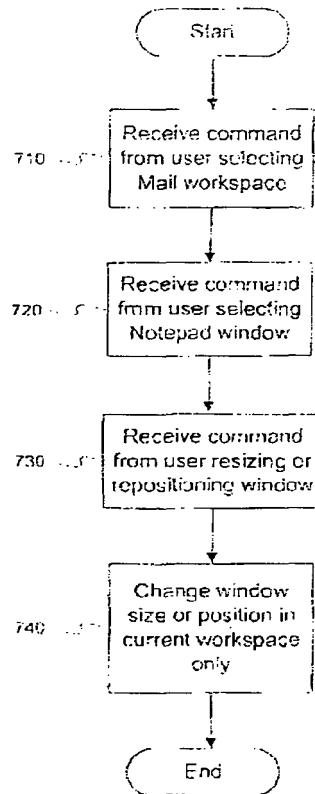 Start
Receive command
710 from user selecting
Mail workspace
Receive command
720 from user selecting
Notepad window
Receive command
730 from user resizing or
repositioning window
Change window
size or position in
740 current workspace
only
End